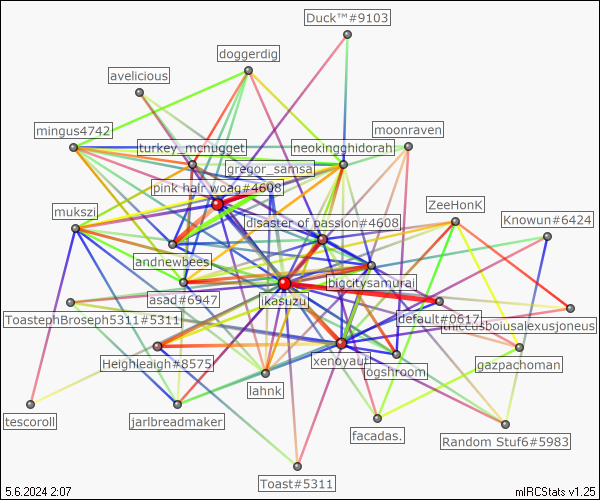 Duck™#9103
doggerdig
avelicious
mingus4742
moonraven
turkey_mcnugget
neokingghidorah
gregor_samsa
pink hair woag#4608
mukszi
ZeeHonK
disaster of passion#4608
Knowun#6424
andnewbees
bigcitysamurai
asad#6947
likasuzu
ToastephBroseph5311#5311
default#0617
thiccusboiusalexusjoneus
Heighleaigh#8575
xenovaut
ogshroom
gazpachoman
lahnk
tescoroll
jarlbreadmaker
facadas.
Random Stuf6#5983
Toast#5311
5.6.2024 2:07
mIRCStats v1.25